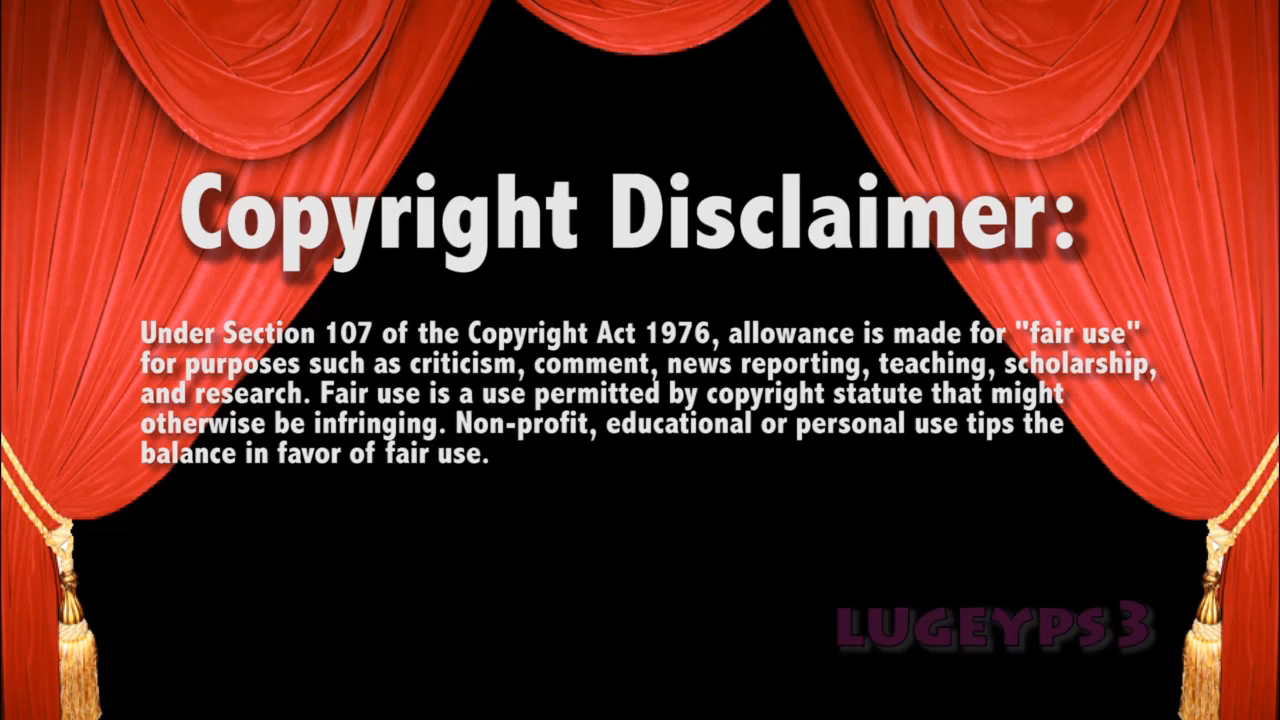 Copyright Disclaimer:
Under Section 107 of the Copyright Act 1976, allowance is made for "fair use"
for purposes such as criticism, comment, news reporting, teaching, scholarship,
and research. Fair use is a use permitted by copyright statute that might
otherwise be infringing. Non-profit, educational or personal use tips the
balance in favor of fair use.
LUGEYPS3